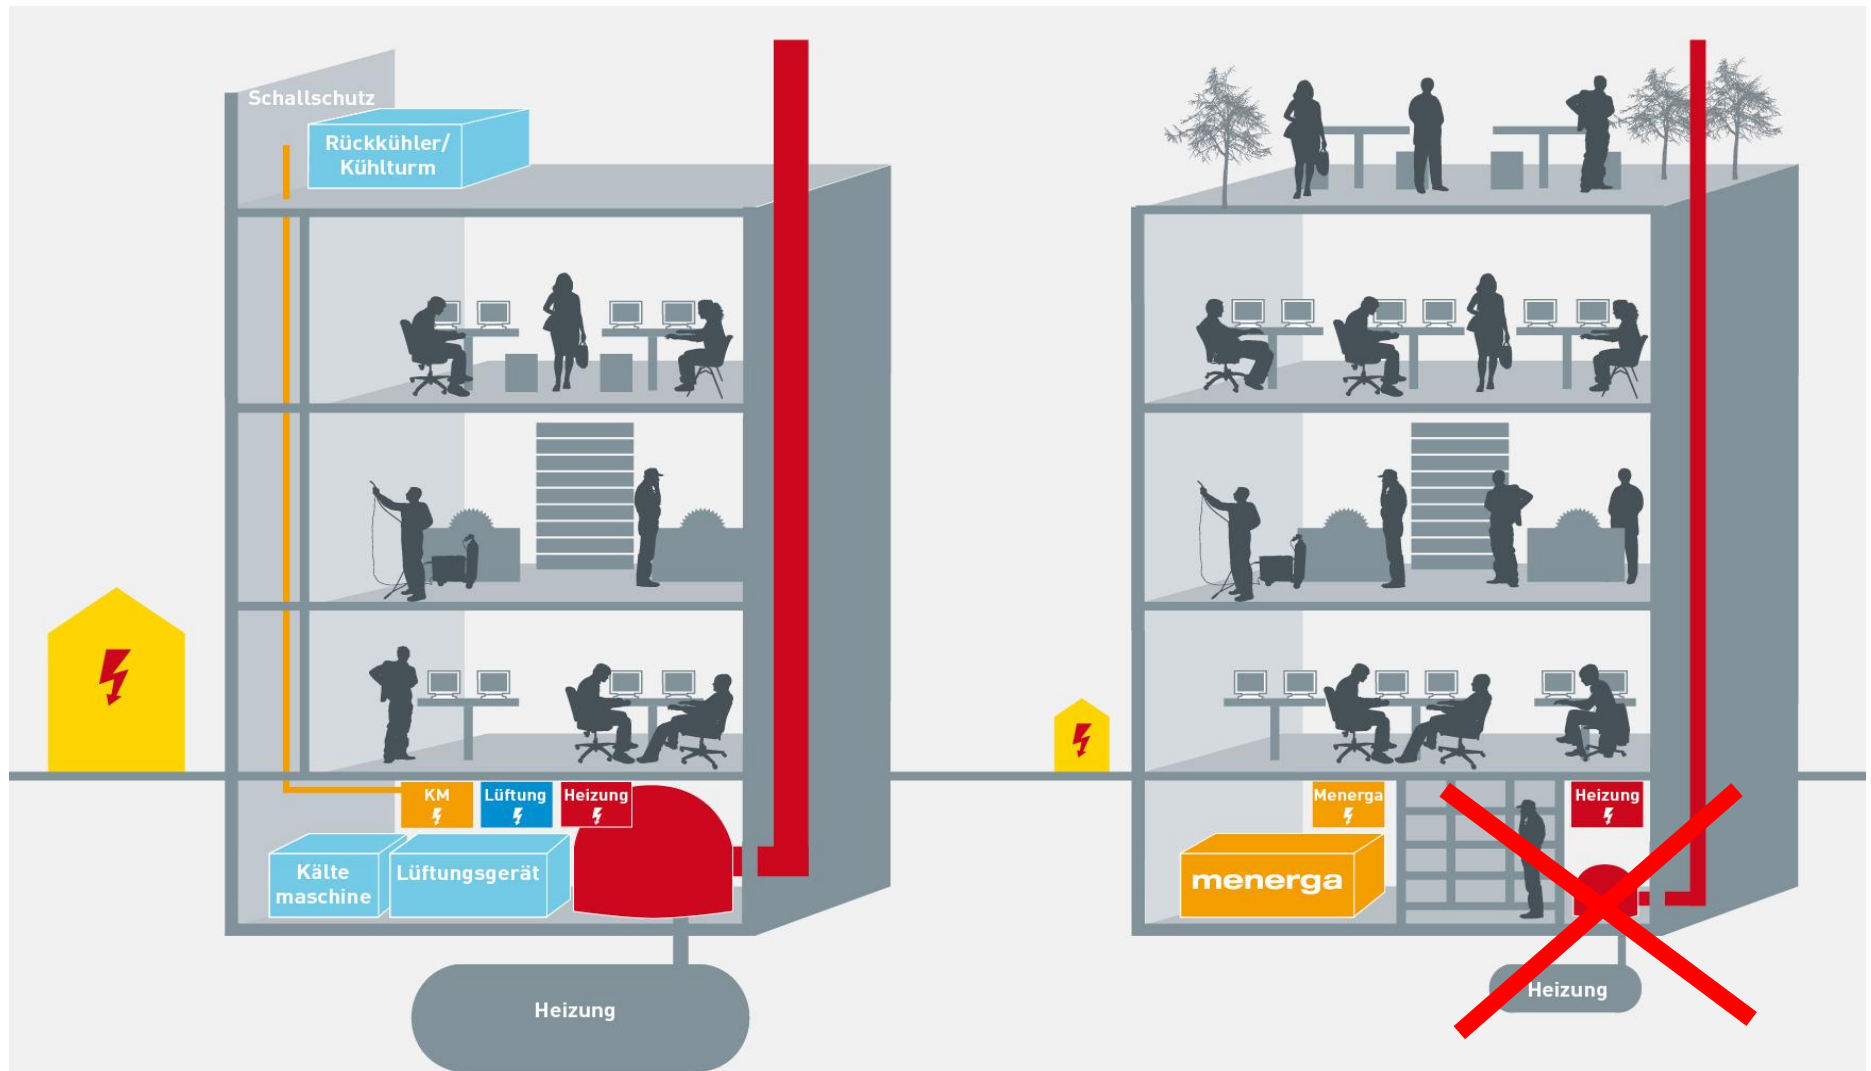 Schallschutz
Rückkühler/
Kühlturm
KM
Lüftung
Heizung
Kälte
maschine
Lüftungsgerät
Heizung
Menerga
Heizung
menerga
Heizung